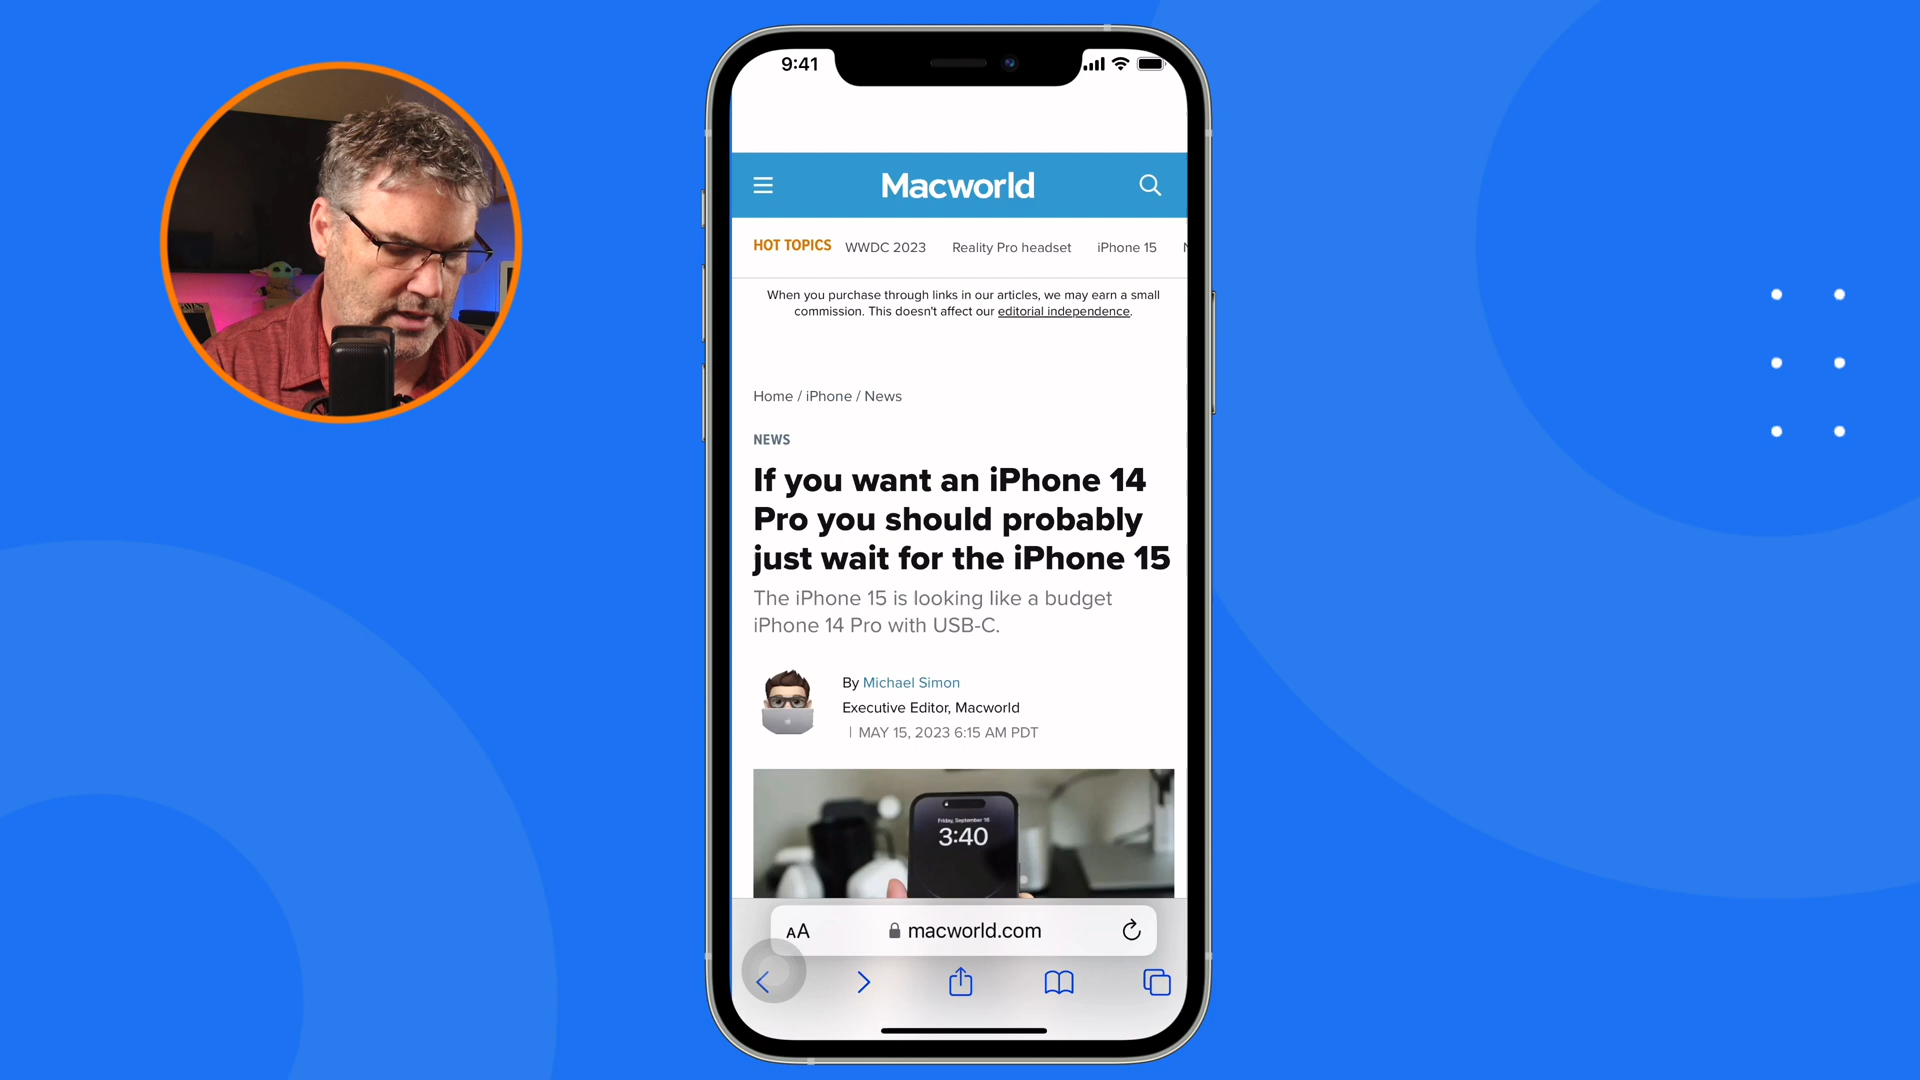 9:41
Macworld
HOT TOPICS WWDC 2023 Reality Pro headset iPhone 15
When you purchase through links in our articles, we may earn a small
commission. This doesn't affect our editorial independence.
Home / iPhone / News
NEWS
If you want an iPhone 14
Pro you should probably
just wait for the iPhone 15
The iPhone 15 is looking like a budget
iPhone 14 Pro with USB-C.
By Michael Simon
Executive Editor, Macworld
| MAY 15, 2023 6:15 AM PDT
Friday, September 16
3:40
AA macworld.com